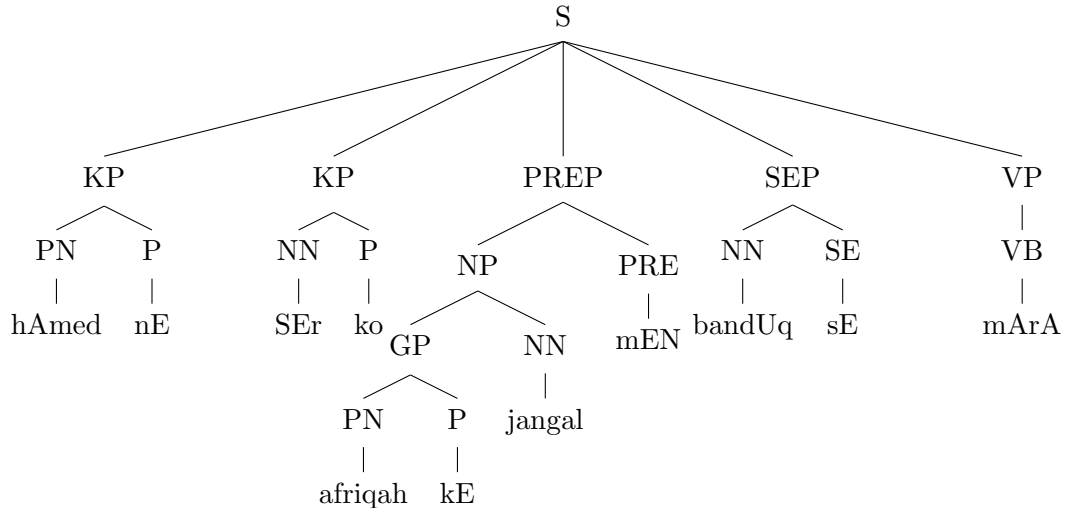 S
KP KP PREP SEP VP
PN P NN P NP PRE NN SE VB
hAmed nE SEr ko GP NN mEN bandUq sE mArA
PN P jangal
afriqah kE